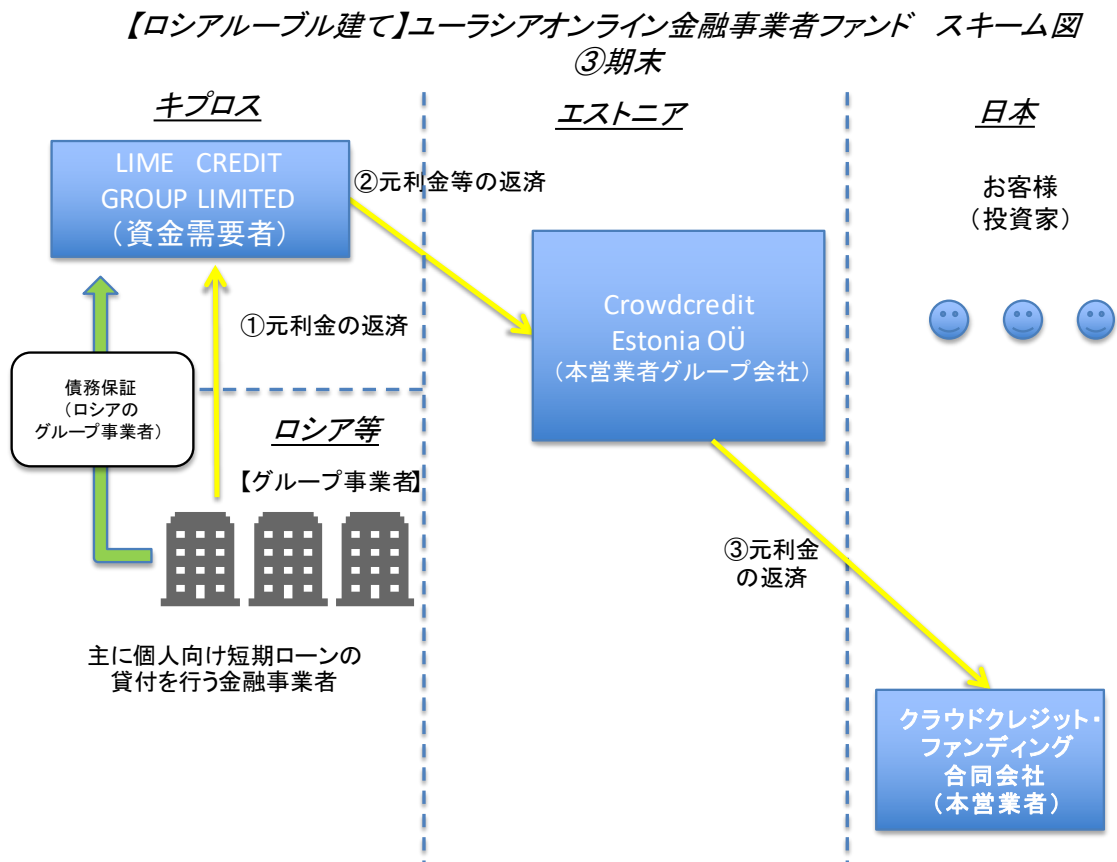 【ロシアルーブル建て】ユーラシアオンライン金融事業者ファンド　スキーム図
③期末
キプロス
エストニア
日本
LIME CREDIT
GROUP LIMITED
（資金需要者）
②元利金等の返済
お客様
（投資家）
Crowdcredit
Estonia OÜ
（本営業者グループ会社）
①元利金の返済
債務保証
（ロシアの
グループ事業者）
ロシア等
【グループ事業者】
③元利金
の返済
主に個人向け短期ローンの
貸付を行う金融事業者
クラウドクレジット・
ファンディング
合同会社
（本営業者）